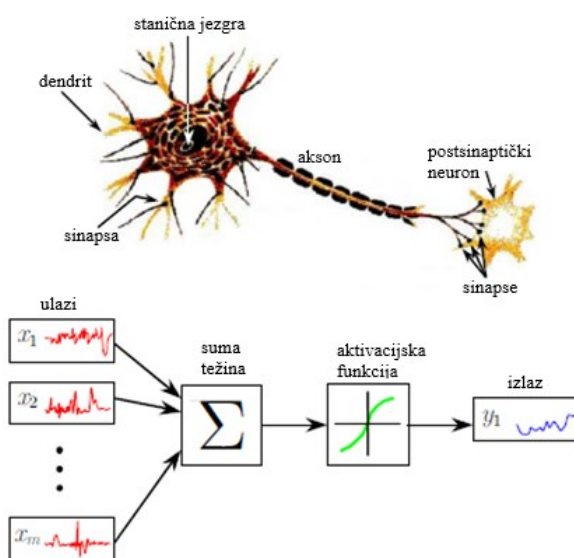 stanična jezgra
dendrit
akson
postsinaptički
neuron
sinapsa
sinapse
ulazi
x1
x2
xm
suma
težina
Σ
aktivacijska
funkcija
izlaz
y1